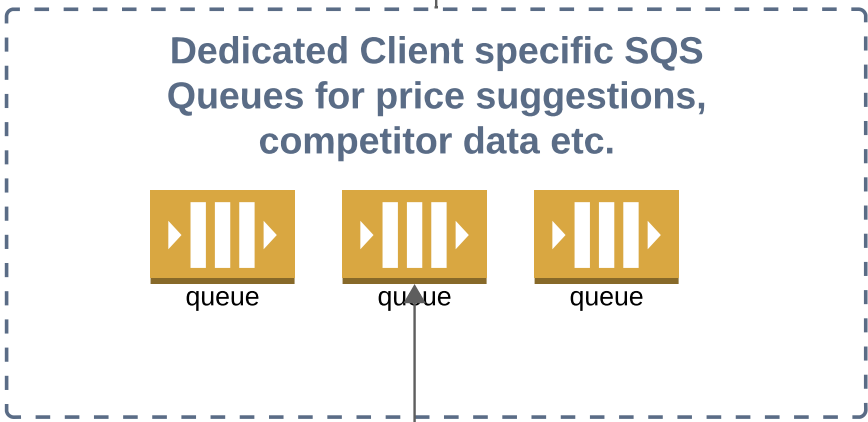 Dedicated Client specific SQS
Queues for price suggestions,
competitor data etc.
queue queue queue